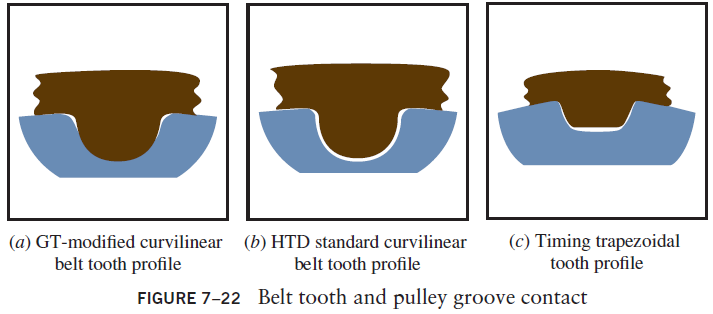 (a) GT-modified curvilinear
belt tooth profile
(b) HTD standard curvilinear
belt tooth profile
(c) Timing trapezoidal
tooth profile
FIGURE 7–22 Belt tooth and pulley groove contact